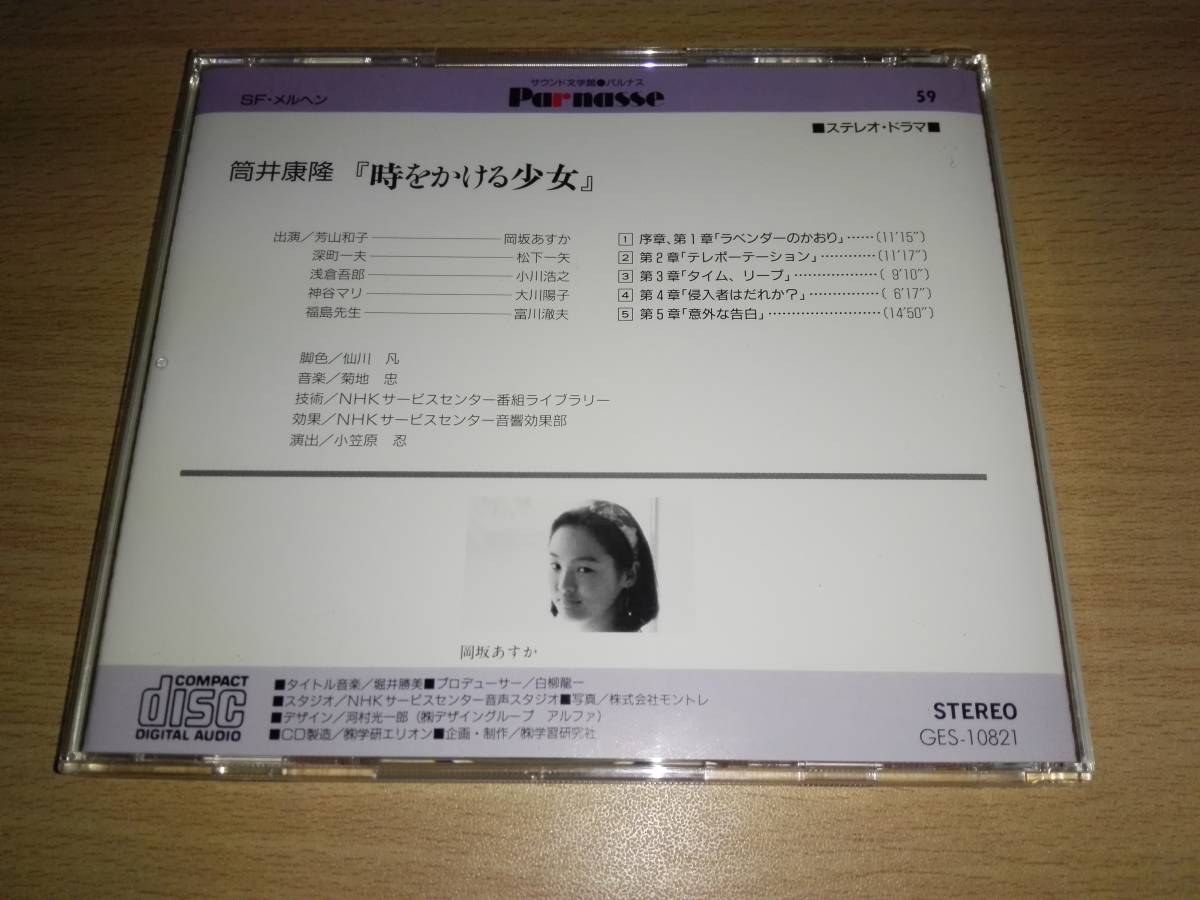 サウンド文学館●パルナス
SF・メルヘン
Parnasse
59
■ステレオ・ドラマ■
筒井康隆『時をかける少女』
出演／芳山和子――――岡坂あすか
深町一夫――――松下一矢
浅倉吾郎――――小川浩之
神谷マリ――――大川陽子
福島先生――――富川澈夫
1 序章、第1章「ラベンダーのかおり」……(11'15")
2 第2章「テレポーテーション」…………(11'17")
3 第3章「タイム、リープ」………………( 9'10")
4 第4章「侵入者はだれか？」……………( 6'17")
5 第5章「意外な告白」……………………(14'50")
脚色／仙川　凡
音楽／菊地　忠
技術／NHKサービスセンター番組ライブラリー
効果／NHKサービスセンター音響効果部
演出／小笠原　忍
岡坂あすか
COMPACT
disc
DIGITAL AUDIO
■タイトル音楽／堀井勝美■プロデューサー／白柳龍一
■スタジオ／NHKサービスセンター音声スタジオ■写真／株式会社モントレ
■デザイン／河村光一郎（㈱デザイングループ　アルファ）
■CD製造／㈱学研エリオン■企画・制作／㈱学習研究社
STEREO
GES-10821